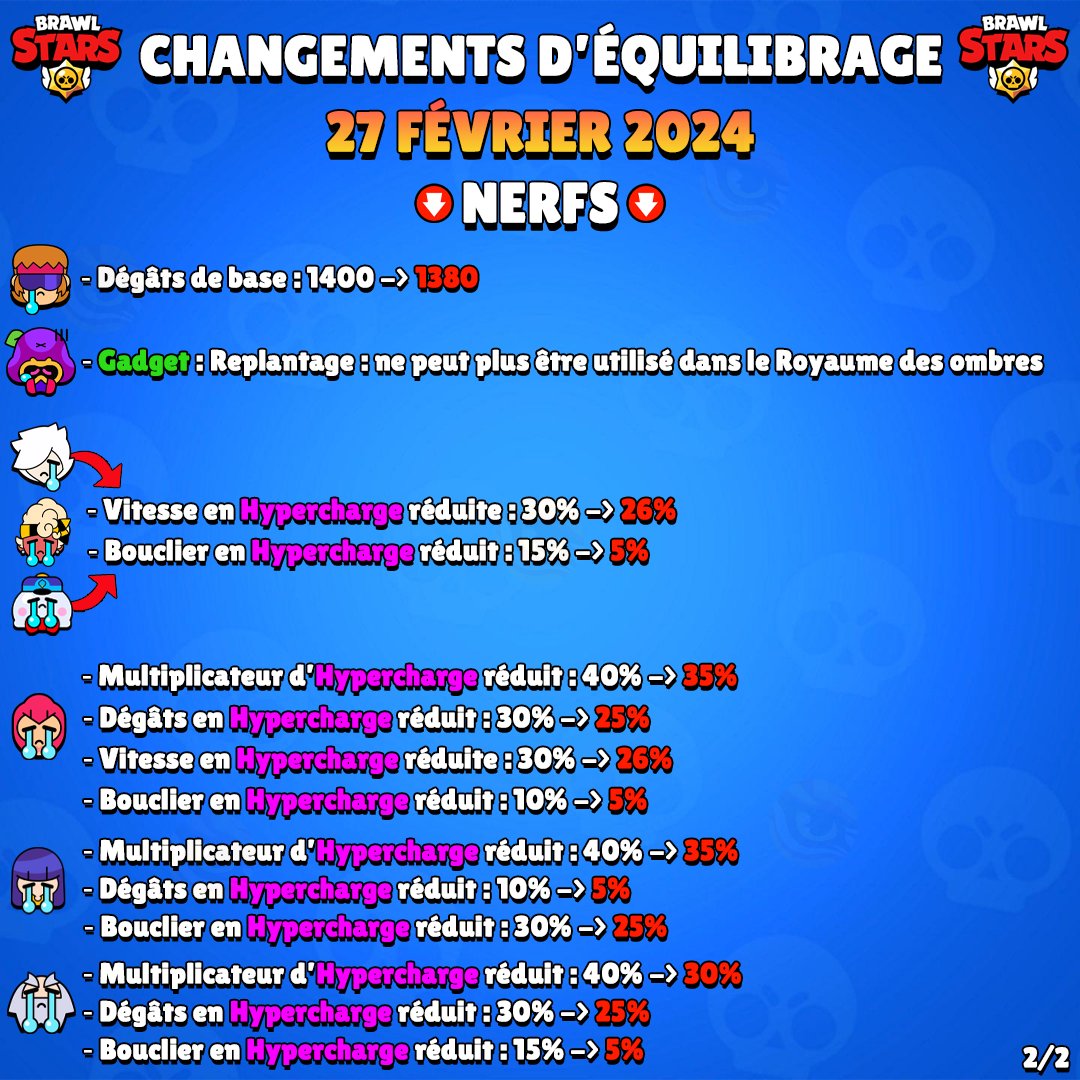 BRAWL STARS
CHANGEMENTS D'ÉQUILIBRAGE
BRAWL STARS
27 FÉVRIER 2024
NERFS
- Dégâts de base : 1400 –> 1380
- Gadget : Replantage : ne peut plus être utilisé dans le Royaume des ombres
- Vitesse en Hypercharge réduite : 30% –> 26%
- Bouclier en Hypercharge réduit : 15% –> 5%
- Multiplicateur d'Hypercharge réduit : 40% –> 35%
- Dégâts en Hypercharge réduit : 30% –> 25%
- Vitesse en Hypercharge réduite : 30% –> 26%
- Bouclier en Hypercharge réduit : 10% –> 5%
- Multiplicateur d'Hypercharge réduit : 40% –> 35%
- Dégâts en Hypercharge réduit : 10% –> 5%
- Bouclier en Hypercharge réduit : 30% –> 25%
- Multiplicateur d'Hypercharge réduit : 40% –> 30%
- Dégâts en Hypercharge réduit : 30% –> 25%
- Bouclier en Hypercharge réduit : 15% –> 5%
2/2